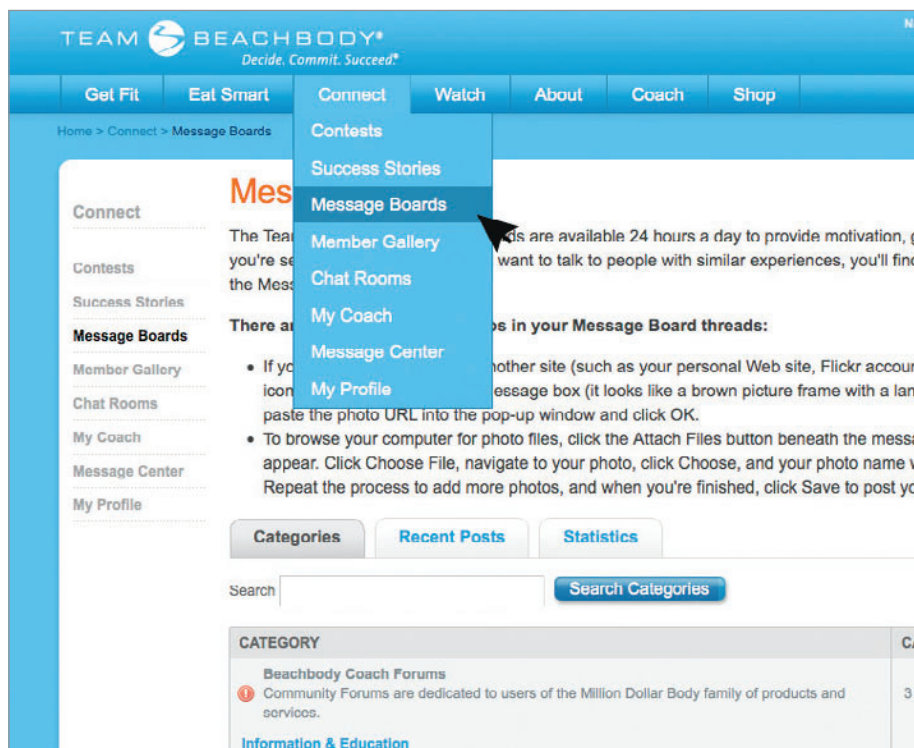 TEAM BEACHBODY®
Decide. Commit. Succeed.®
N
Get Fit Eat Smart Connect Watch About Coach Shop
Home > Connect > Message Boards
Contests
Success Stories
Message Boards
Member Gallery
Chat Rooms
My Coach
Message Center
My Profile
Connect
Contests
Success Stories
Message Boards
Member Gallery
Chat Rooms
My Coach
Message Center
My Profile
Mes
The Tea ds are available 24 hours a day to provide motivation, g
you're se want to talk to people with similar experiences, you'll find
the Mess
There ar os in your Message Board threads:
• If yo nother site (such as your personal Web site, Flickr accour
icon essage box (it looks like a brown picture frame with a lan
paste the photo URL into the pop-up window and click OK.
• To browse your computer for photo files, click the Attach Files button beneath the messa
appear. Click Choose File, navigate to your photo, click Choose, and your photo name w
Repeat the process to add more photos, and when you're finished, click Save to post yo
Categories Recent Posts Statistics
Search Search Categories
CATEGORY CA
Beachbody Coach Forums
Community Forums are dedicated to users of the Million Dollar Body family of products and 3
services.
Information & Education